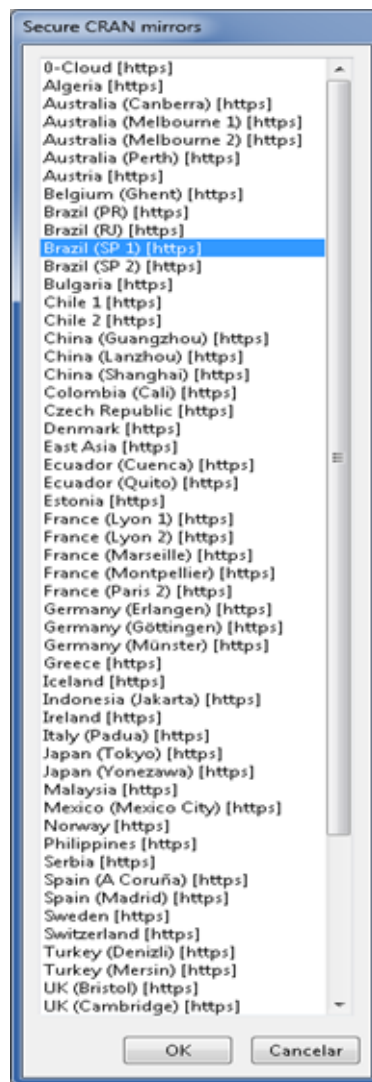 Secure CRAN mirrors
0-Cloud [https]
Algeria [https]
Australia (Canberra) [https]
Australia (Melbourne 1) [https]
Australia (Melbourne 2) [https]
Australia (Perth) [https]
Austria [https]
Belgium (Ghent) [https]
Brazil (PR) [https]
Brazil (RJ) [https]
Brazil (SP 1) [https]
Brazil (SP 2) [https]
Bulgaria [https]
Chile 1 [https]
Chile 2 [https]
China (Guangzhou) [https]
China (Lanzhou) [https]
China (Shanghai) [https]
Colombia (Cali) [https]
Czech Republic [https]
Denmark [https]
East Asia [https]
Ecuador (Cuenca) [https]
Ecuador (Quito) [https]
Estonia [https]
France (Lyon 1) [https]
France (Lyon 2) [https]
France (Marseille) [https]
France (Montpellier) [https]
France (Paris 2) [https]
Germany (Erlangen) [https]
Germany (Göttingen) [https]
Germany (Münster) [https]
Greece [https]
Iceland [https]
Indonesia (Jakarta) [https]
Ireland [https]
Italy (Padua) [https]
Japan (Tokyo) [https]
Japan (Yonezawa) [https]
Malaysia [https]
Mexico (Mexico City) [https]
Norway [https]
Philippines [https]
Serbia [https]
Spain (A Coruña) [https]
Spain (Madrid) [https]
Sweden [https]
Switzerland [https]
Turkey (Denizli) [https]
Turkey (Mersin) [https]
UK (Bristol) [https]
UK (Cambridge) [https]
OK Cancelar